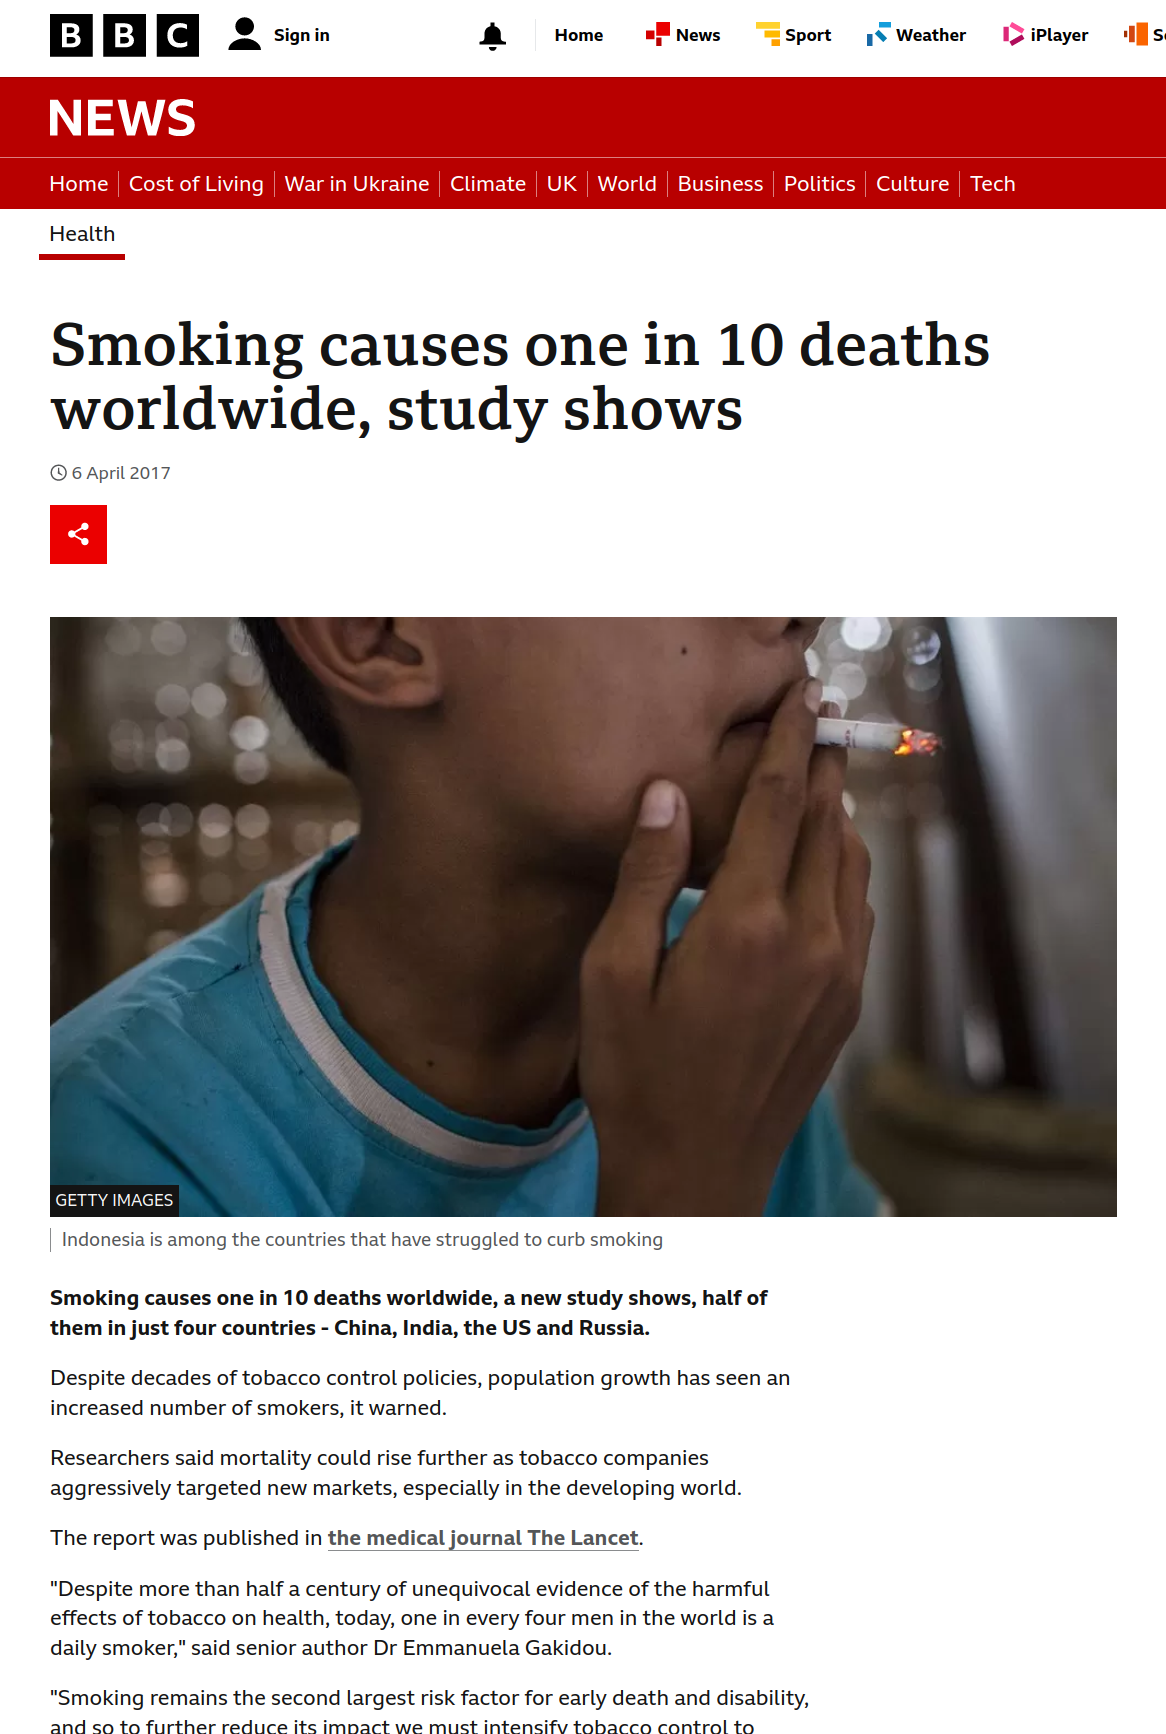 BBC
Sign in
Home
News
Sport
Weather
iPlayer
NEWS
Home
Cost of Living
War in Ukraine
Climate
UK
World
Business
Politics
Culture
Tech
Health
Smoking causes one in 10 deaths
worldwide, study shows
6 April 2017
GETTY IMAGES
Indonesia is among the countries that have struggled to curb smoking
Smoking causes one in 10 deaths worldwide, a new study shows, half of
them in just four countries - China, India, the US and Russia.
Despite decades of tobacco control policies, population growth has seen an
increased number of smokers, it warned.
Researchers said mortality could rise further as tobacco companies
aggressively targeted new markets, especially in the developing world.
The report was published in the medical journal The Lancet.
"Despite more than half a century of unequivocal evidence of the harmful
effects of tobacco on health, today, one in every four men in the world is a
daily smoker," said senior author Dr Emmanuela Gakidou.
"Smoking remains the second largest risk factor for early death and disability,
and so to further reduce its impact we must intensify tobacco control to